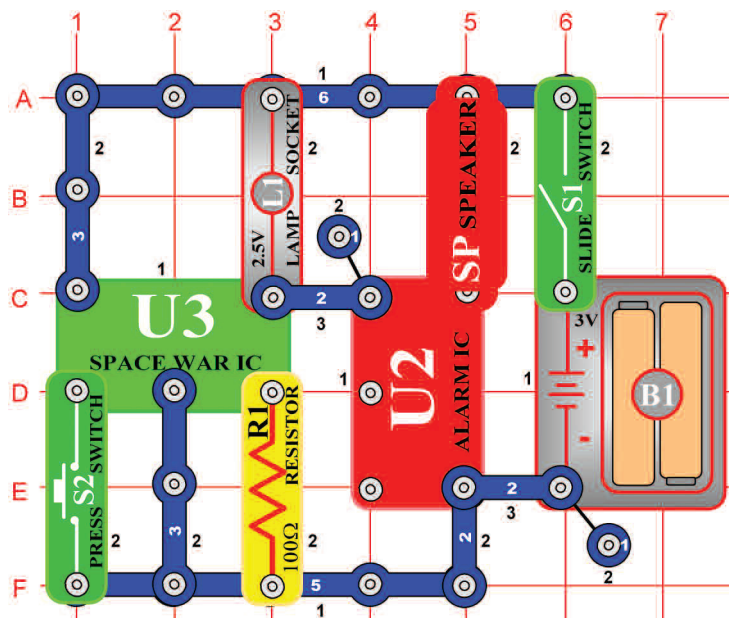 1 2 3 4 5 6 7
A
B
C
D
E
F
1
6
2
3
2.5V LAMP SOCKET
L1
2
2
1
SP SPEAKER
2
SLIDE SWITCH
S1
2
1
U3
SPACE WAR IC
2
3
1
U2
ALARM IC
1
3V
+
-
B1
PRESS SWITCH
S2
2
3
2
R1
RESISTOR
100Ω
2
5
1
2
2
2
3
1
2